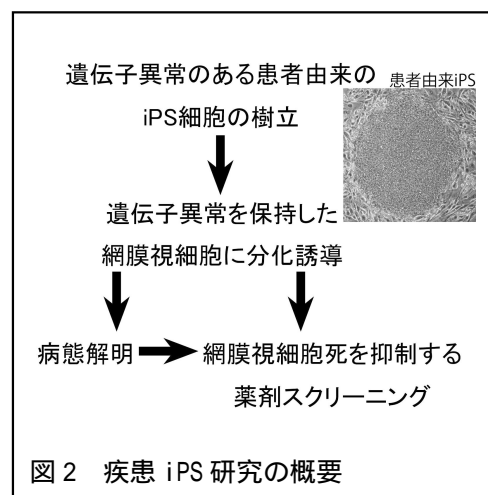 遺伝子異常のある患者由来の
患者由来iPS
iPS細胞の樹立
遺伝子異常を保持した
網膜視細胞に分化誘導
病態解明
網膜視細胞死を抑制する
薬剤スクリーニング
図2 疾患 iPS 研究の概要